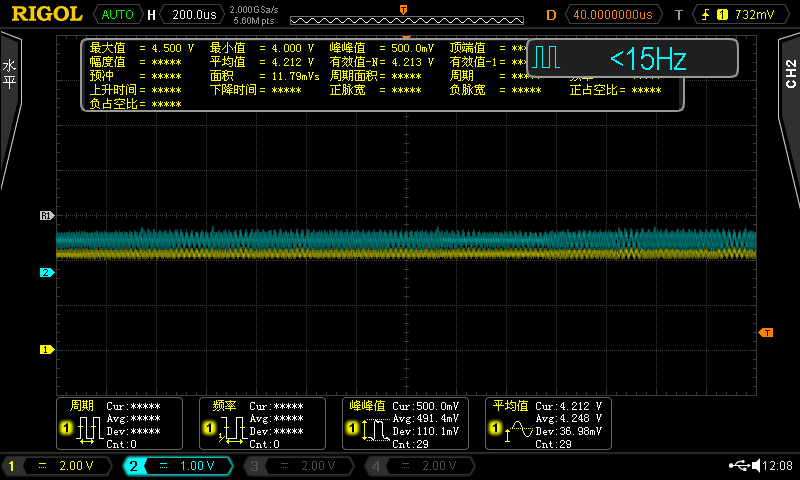 RIGOL AUTO H 200.0us 2.000GSa/s 5.60M pts T D 40.0000000us T 1 732mV
水平
CH2
最大值 = 4.500 V 最小值 = 4.000 V 峰峰值 = 500.0mV 顶端值 = **
幅度值 = ***** 平均值 = 4.212 V 有效值-N= 4.213 V 有效值-1= **
<15Hz
预冲 = ***** 面积 = 11.79mVs 周期面积= ***** 周期 = *****
上升时间= ***** 下降时间= ***** 正脉宽 = ***** 负脉宽 = ***** 正占空比= *****
负占空比= *****
R1
2
1
T
周期 Cur:***** 频率 Cur:***** 峰峰值 Cur:500.0mV 平均值 Cur:4.212 V
Avg:***** Avg:***** Avg:491.4mV Avg:4.248 V
1 Dev:***** 1 Dev:***** 1 Dev:110.1mV 1 Dev:36.98mV
Cnt:0 Cnt:0 Cnt:29 Cnt:29
1 2.00 V 2 1.00 V 3 2.00 V 4 2.00 V 12:08